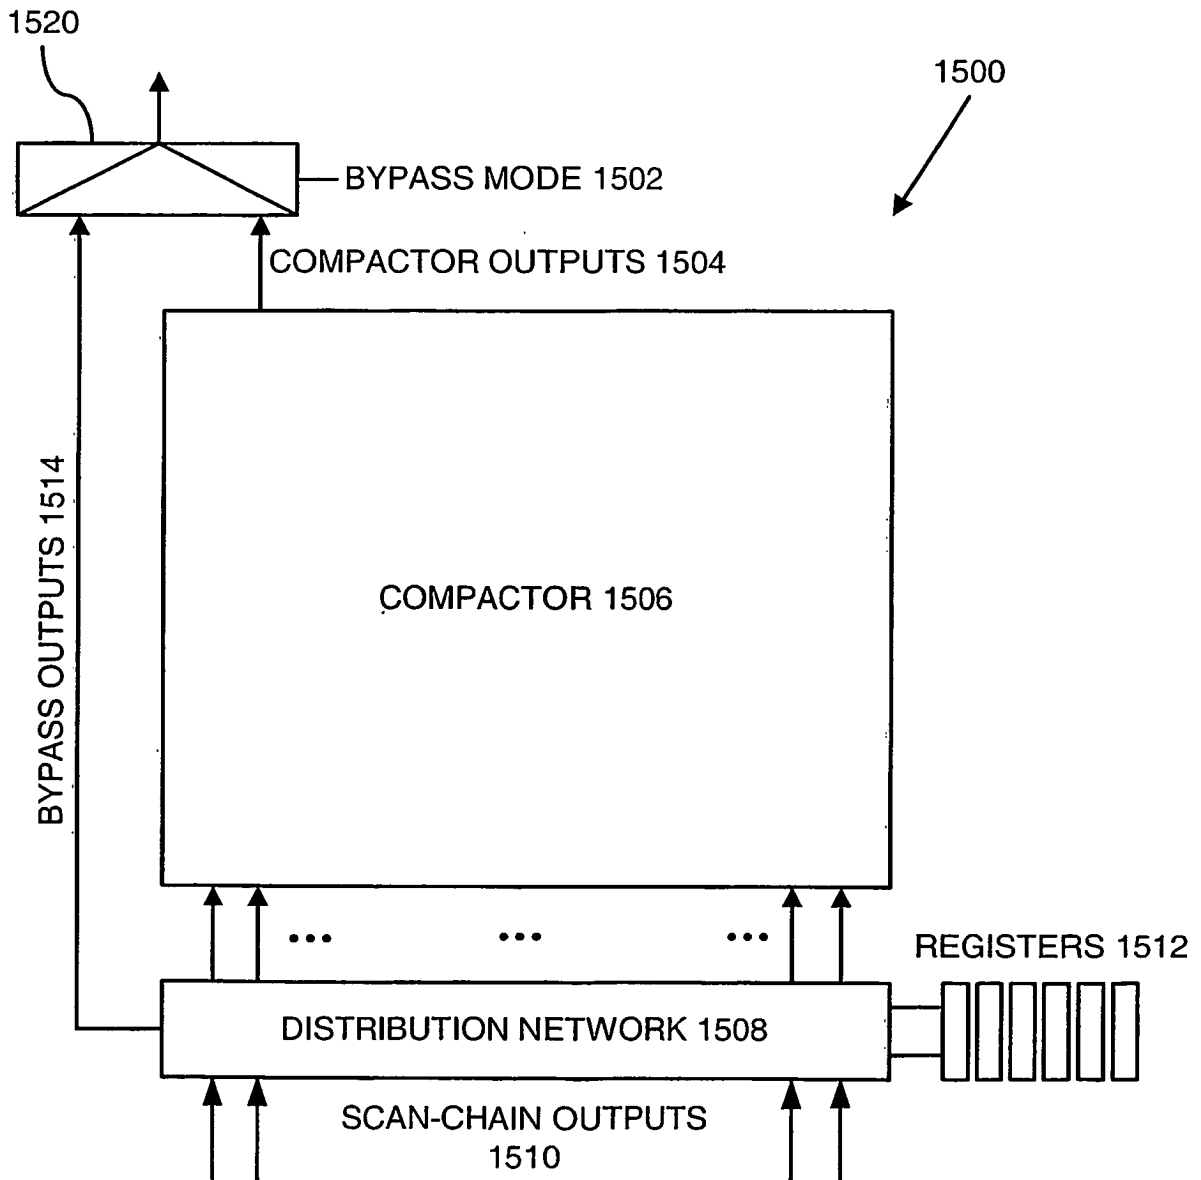 1520
1500
BYPASS MODE 1502
COMPACTOR OUTPUTS 1504
BYPASS OUTPUTS 1514
COMPACTOR 1506
...
...
...
REGISTERS 1512
DISTRIBUTION NETWORK 1508
SCAN-CHAIN OUTPUTS
1510